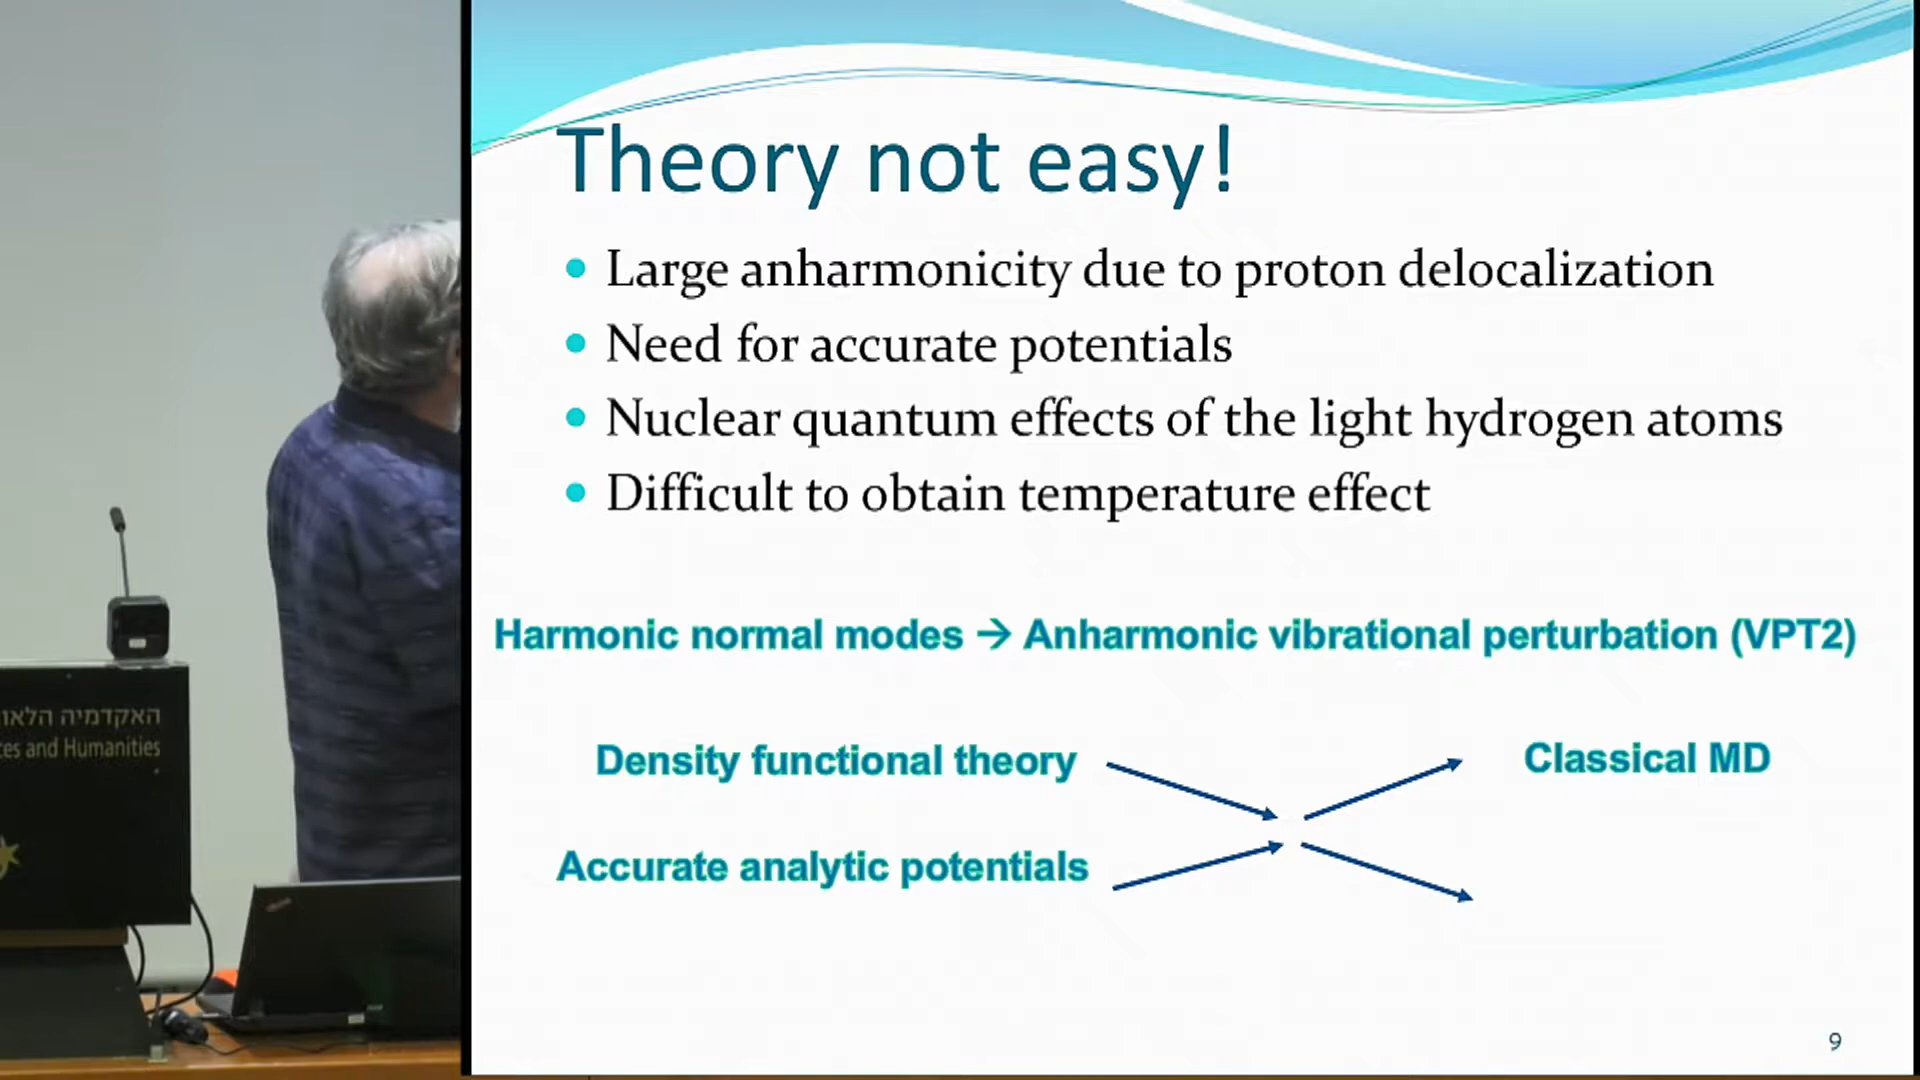 Theory not easy!
• Large anharmonicity due to proton delocalization
• Need for accurate potentials
• Nuclear quantum effects of the light hydrogen atoms
• Difficult to obtain temperature effect
Harmonic normal modes → Anharmonic vibrational perturbation (VPT2)
Density functional theory
Classical MD
Accurate analytic potentials
9
האקדמיה
and Humanities